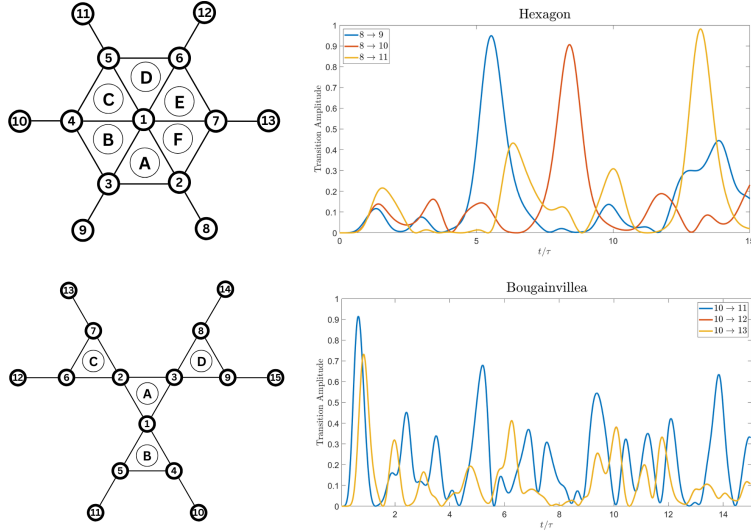 11
12
5
6
D
C
E
10
4
1
7
13
B
F
A
3
2
9
8
Hexagon
8 → 9
8 → 10
8 → 11
Transition Amplitude
1
0.9
0.8
0.7
0.6
0.5
0.4
0.3
0.2
0.1
0
0
5
10
15
t/τ
13
14
7
8
C
D
12
6
2
3
9
15
A
1
B
5
4
11
10
Bougainvillea
10 → 11
10 → 12
10 → 13
Transition Amplitude
1
0.9
0.8
0.7
0.6
0.5
0.4
0.3
0.2
0.1
0
2
4
6
8
10
12
14
t/τ